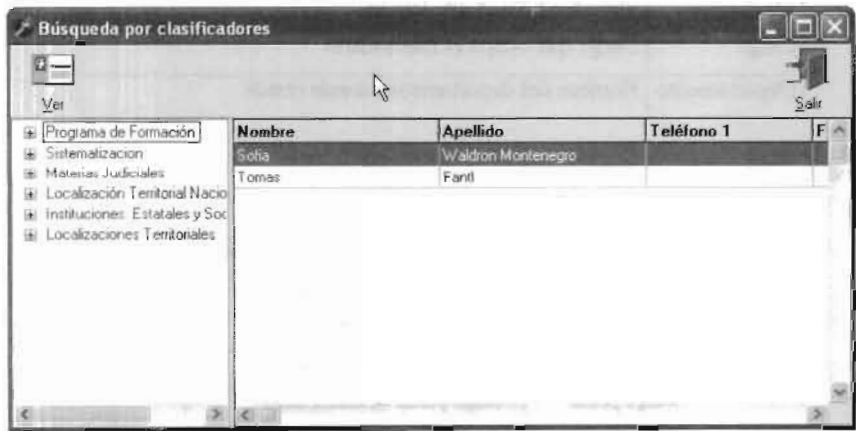 Búsqueda por clasificadores
Ver
Salir
Programa de Formación
Sistematizacion
Materias Judiciales
Localización Territorial Nacio
Instituciones Estatales y Soc
Localizaciones Territoriales
Nombre Apellido Teléfono 1 F
Sofia Waldron Montenegro
Tomas Fantl